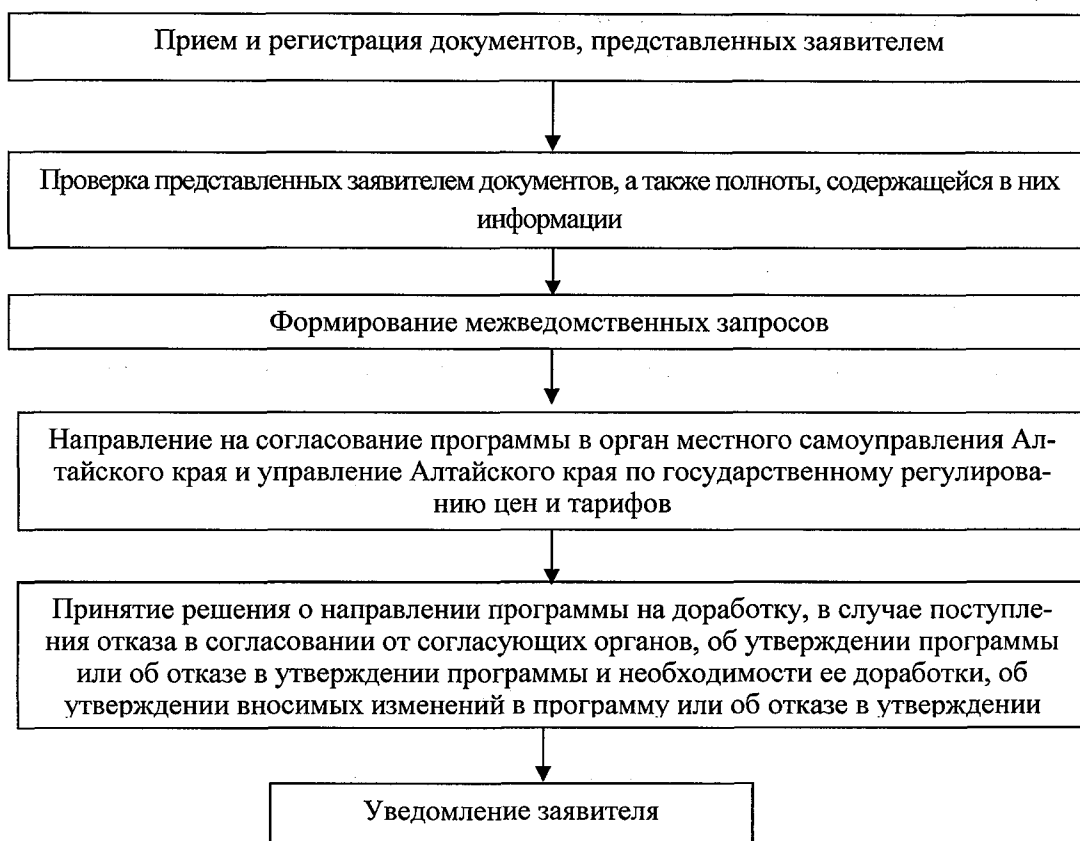 Прием и регистрация документов, представленных заявителем
Проверка представленных заявителем документов, а также полноты, содержащейся в них
информации
Формирование межведомственных запросов
Направление на согласование программы в орган местного самоуправления Ал-
тайского края и управление Алтайского края по государственному регулирова-
нию цен и тарифов
Принятие решения о направлении программы на доработку, в случае поступле-
ния отказа в согласовании от согласующих органов, об утверждении программы
или об отказе в утверждении программы и необходимости ее доработки, об
утверждении вносимых изменений в программу или об отказе в утверждении
Уведомление заявителя